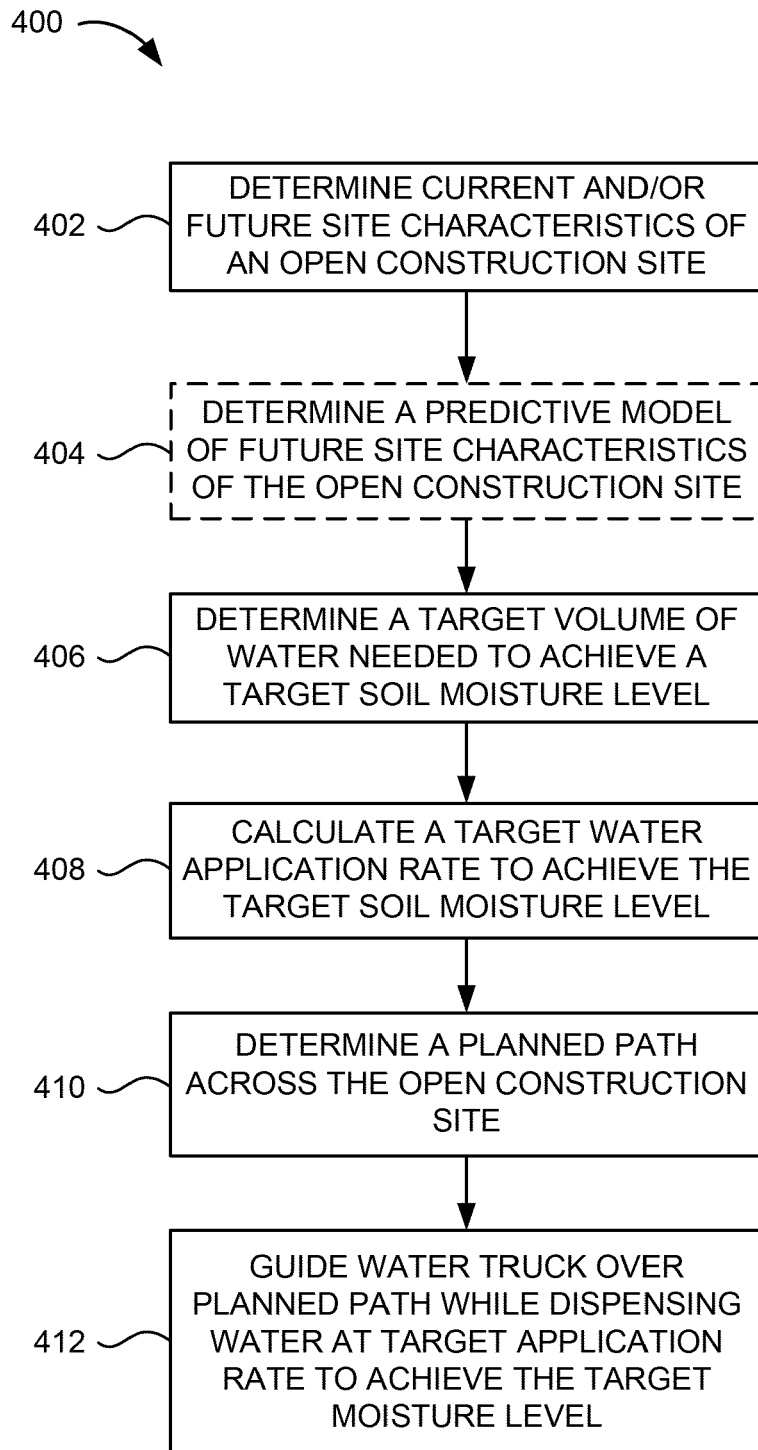 400
402
DETERMINE CURRENT AND/OR
FUTURE SITE CHARACTERISTICS OF
AN OPEN CONSTRUCTION SITE
404
DETERMINE A PREDICTIVE MODEL
OF FUTURE SITE CHARACTERISTICS
OF THE OPEN CONSTRUCTION SITE
406
DETERMINE A TARGET VOLUME OF
WATER NEEDED TO ACHIEVE A
TARGET SOIL MOISTURE LEVEL
408
CALCULATE A TARGET WATER
APPLICATION RATE TO ACHIEVE THE
TARGET SOIL MOISTURE LEVEL
410
DETERMINE A PLANNED PATH
ACROSS THE OPEN CONSTRUCTION
SITE
412
GUIDE WATER TRUCK OVER
PLANNED PATH WHILE DISPENSING
WATER AT TARGET APPLICATION
RATE TO ACHIEVE THE TARGET
MOISTURE LEVEL